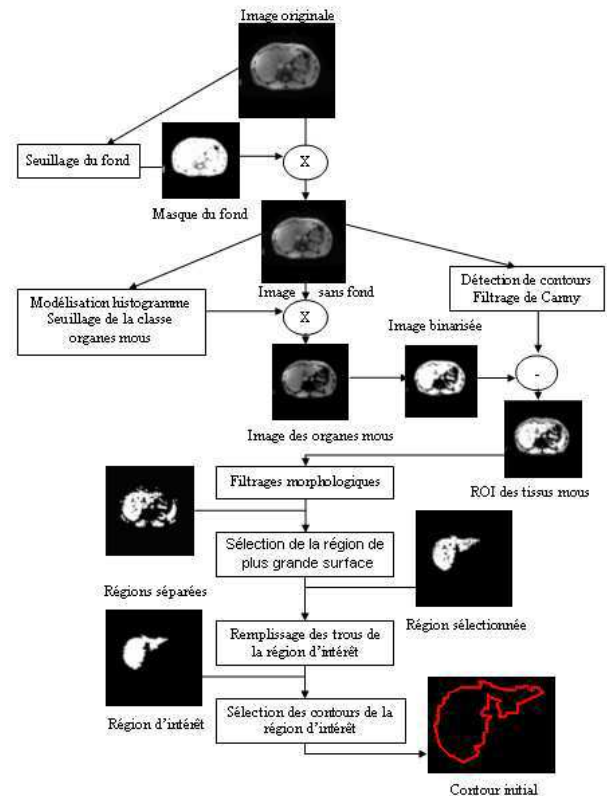 Image originale
Seuillage du fond
X
Masque du fond
Modélisation histogramme
Seuillage de la classe
organes mous
Image sans fond
X
Détection de contours
Filtrage de Canny
Image binarisée
-
Image des organes mous
ROI des tissus mous
Filtrages morphologiques
Régions séparées
Sélection de la région de
plus grande surface
Région sélectionnée
Remplissage des trous de
la région d'intérêt
Région d'intérêt
Sélection des contours de la
région d'intérêt
Contour initial